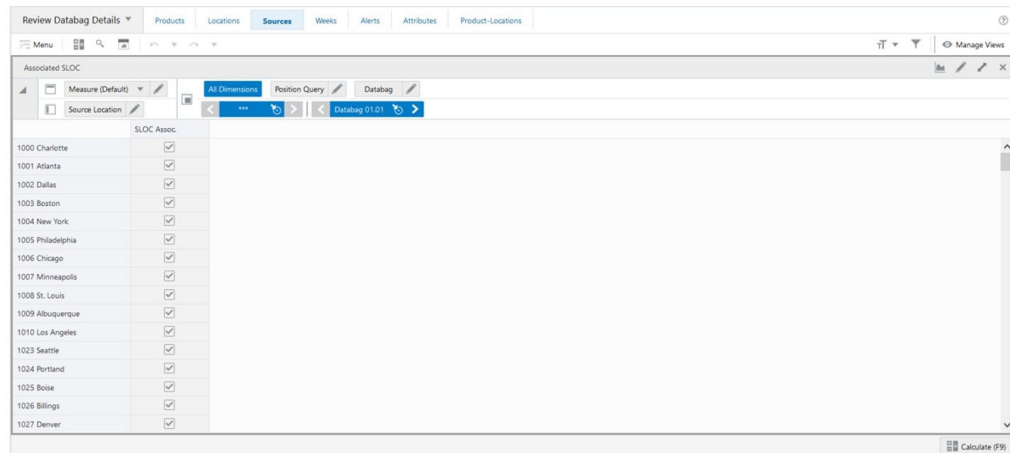 Review Databag Details Products Locations Sources Weeks Alerts Attributes Product-Locations
Menu Manage Views
Associated SLOC
Measure (Default) All Dimensions Position Query Databag
Source Location *** Databag 01.01
SLOC Assoc.
1000 Charlotte
1001 Atlanta
1002 Dallas
1003 Boston
1004 New York
1005 Philadelphia
1006 Chicago
1007 Minneapolis
1008 St. Louis
1009 Albuquerque
1010 Los Angeles
1023 Seattle
1024 Portland
1025 Boise
1026 Billings
1027 Denver
Calculate (F9)